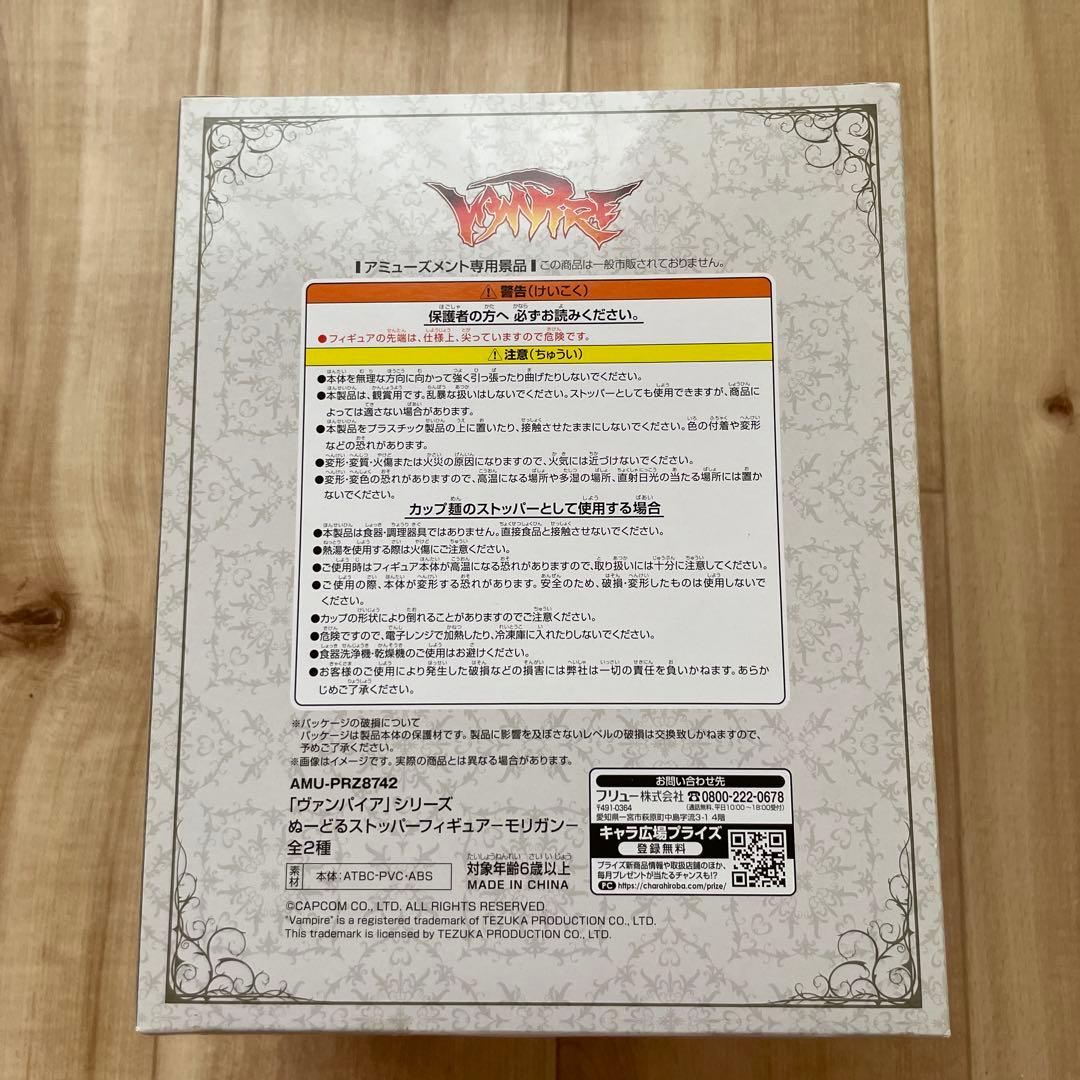 VAMPIRE
アミューズメント専用景品 この商品は一般市販されておりません。
⚠警告(けいこく)
保護者の方へ 必ずお読みください。
●フィギュアの先端は、仕様上、尖っていますので危険です。
⚠注意(ちゅうい)
●本体を無理な方向に向かって強く引っ張ったり曲げたりしないでください。
●本製品は、観賞用です。乱暴な扱いはしないでください。ストッパーとしても使用できますが、商品に
よっては適さない場合があります。
●本製品をプラスチック製品の上に置いたり、接触させたままにしないでください。色の付着や変形
などの恐れがあります。
●変形・変質・火傷または火災の原因になりますので、火気には近づけないでください。
●変形・変色の恐れがありますので、高温になる場所や多湿の場所、直射日光の当たる場所には置か
ないでください。
カップ麺のストッパーとして使用する場合
●本製品は食器・調理器具ではありません。直接食品と接触させないでください。
●熱湯を使用する際は火傷にご注意ください。
●ご使用時はフィギュア本体が高温になる恐れがありますので、取り扱いには十分に注意してください。
●ご使用の際、本体が変形する恐れがあります。安全のため、破損・変形したものは使用しないで
ください。
●カップの形状により倒れることがありますのでご注意ください。
●危険ですので、電子レンジで加熱したり、冷凍庫に入れたりしないでください。
●食器洗浄機・乾燥機のご使用はお避けください。
●お客様のご使用により発生した破損などの損害には弊社は一切の責任を負いかねます。あらか
じめご了承ください。
※パッケージの破損について
パッケージは製品本体の保護材です。製品に影響を及ぼさないレベルの破損は交換致しかねますので、
予めご了承ください。
※画像はイメージです。実際の商品とは異なる場合があります。
AMU-PRZ8742
「ヴァンパイア」シリーズ
ぬーどるストッパーフィギュアーモリガンー
全2種
素材 本体:ATBC-PVC・ABS
対象年齢6歳以上
MADE IN CHINA
お問い合わせ先
フリュー株式会社 ☎0800-222-0678
〒491-0364 (通話無料、平日10:00〜18:00受付)
愛知県一宮市萩原町中島字流3-1 4階
キャラ広場プライズ
登録無料
プライズ新商品情報や取扱店舗のほか、
毎月プレゼントが当たるチャンスも!?
PC https://charahiroba.com/prize/
©CAPCOM CO., LTD. ALL RIGHTS RESERVED.
"Vampire" is a registered trademark of TEZUKA PRODUCTION CO., LTD.
This trademark is licensed by TEZUKA PRODUCTION CO., LTD.